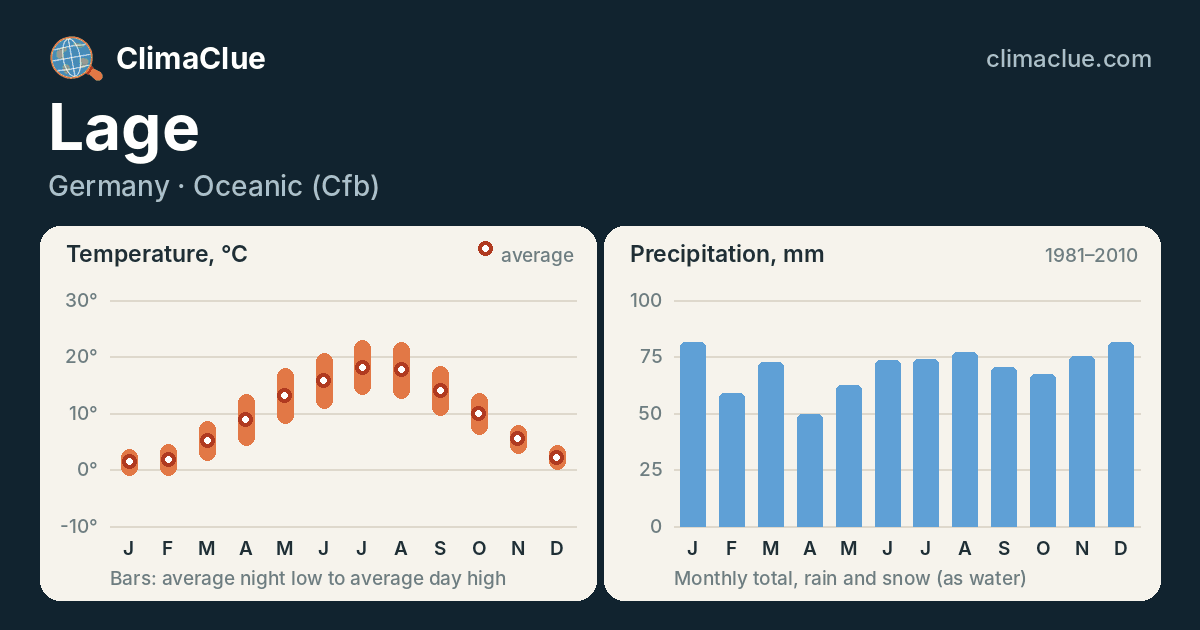 ClimaClue
climaclue.com
Lage
Germany · Oceanic (Cfb)
Temperature, °C
average
30°
20°
10°
0°
-10°
J F M A M J J A S O N D
Bars: average night low to average day high
Precipitation, mm
1981–2010
100
75
50
25
0
J F M A M J J A S O N D
Monthly total, rain and snow (as water)